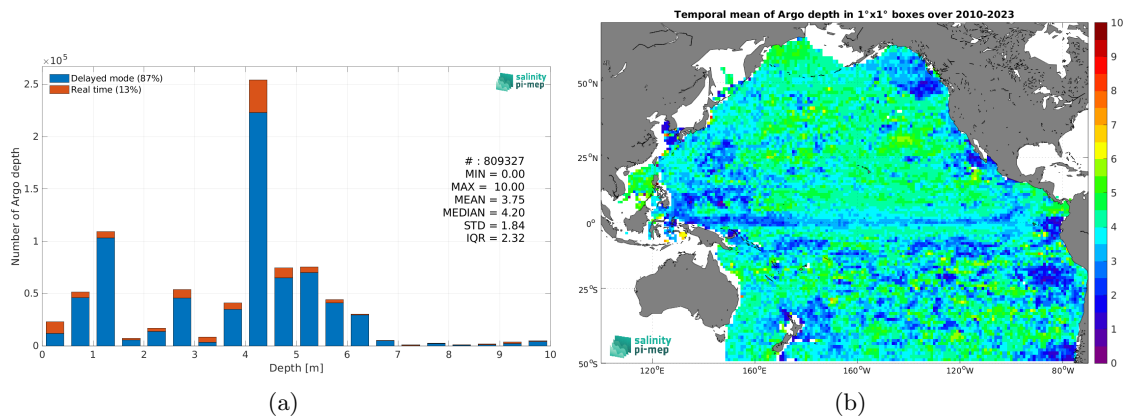 Temporal mean of Argo depth in 1°x1° boxes over 2010-2023
×10⁵
Delayed mode (87%)
Real time (13%)
salinity
pi-mep
2.5
2
1.5
1
0.5
0
Number of Argo depth
# : 809327
MIN = 0.00
MAX = 10.00
MEAN = 3.75
MEDIAN = 4.20
STD = 1.84
IQR = 2.32
0 1 2 3 4 5 6 7 8 9 10
Depth [m]
(a)
50°N
25°N
0°
25°S
50°S
120°E 160°E 160°W 120°W 80°W
salinity
pi-mep
10
9
8
7
6
5
4
3
2
1
0
(b)